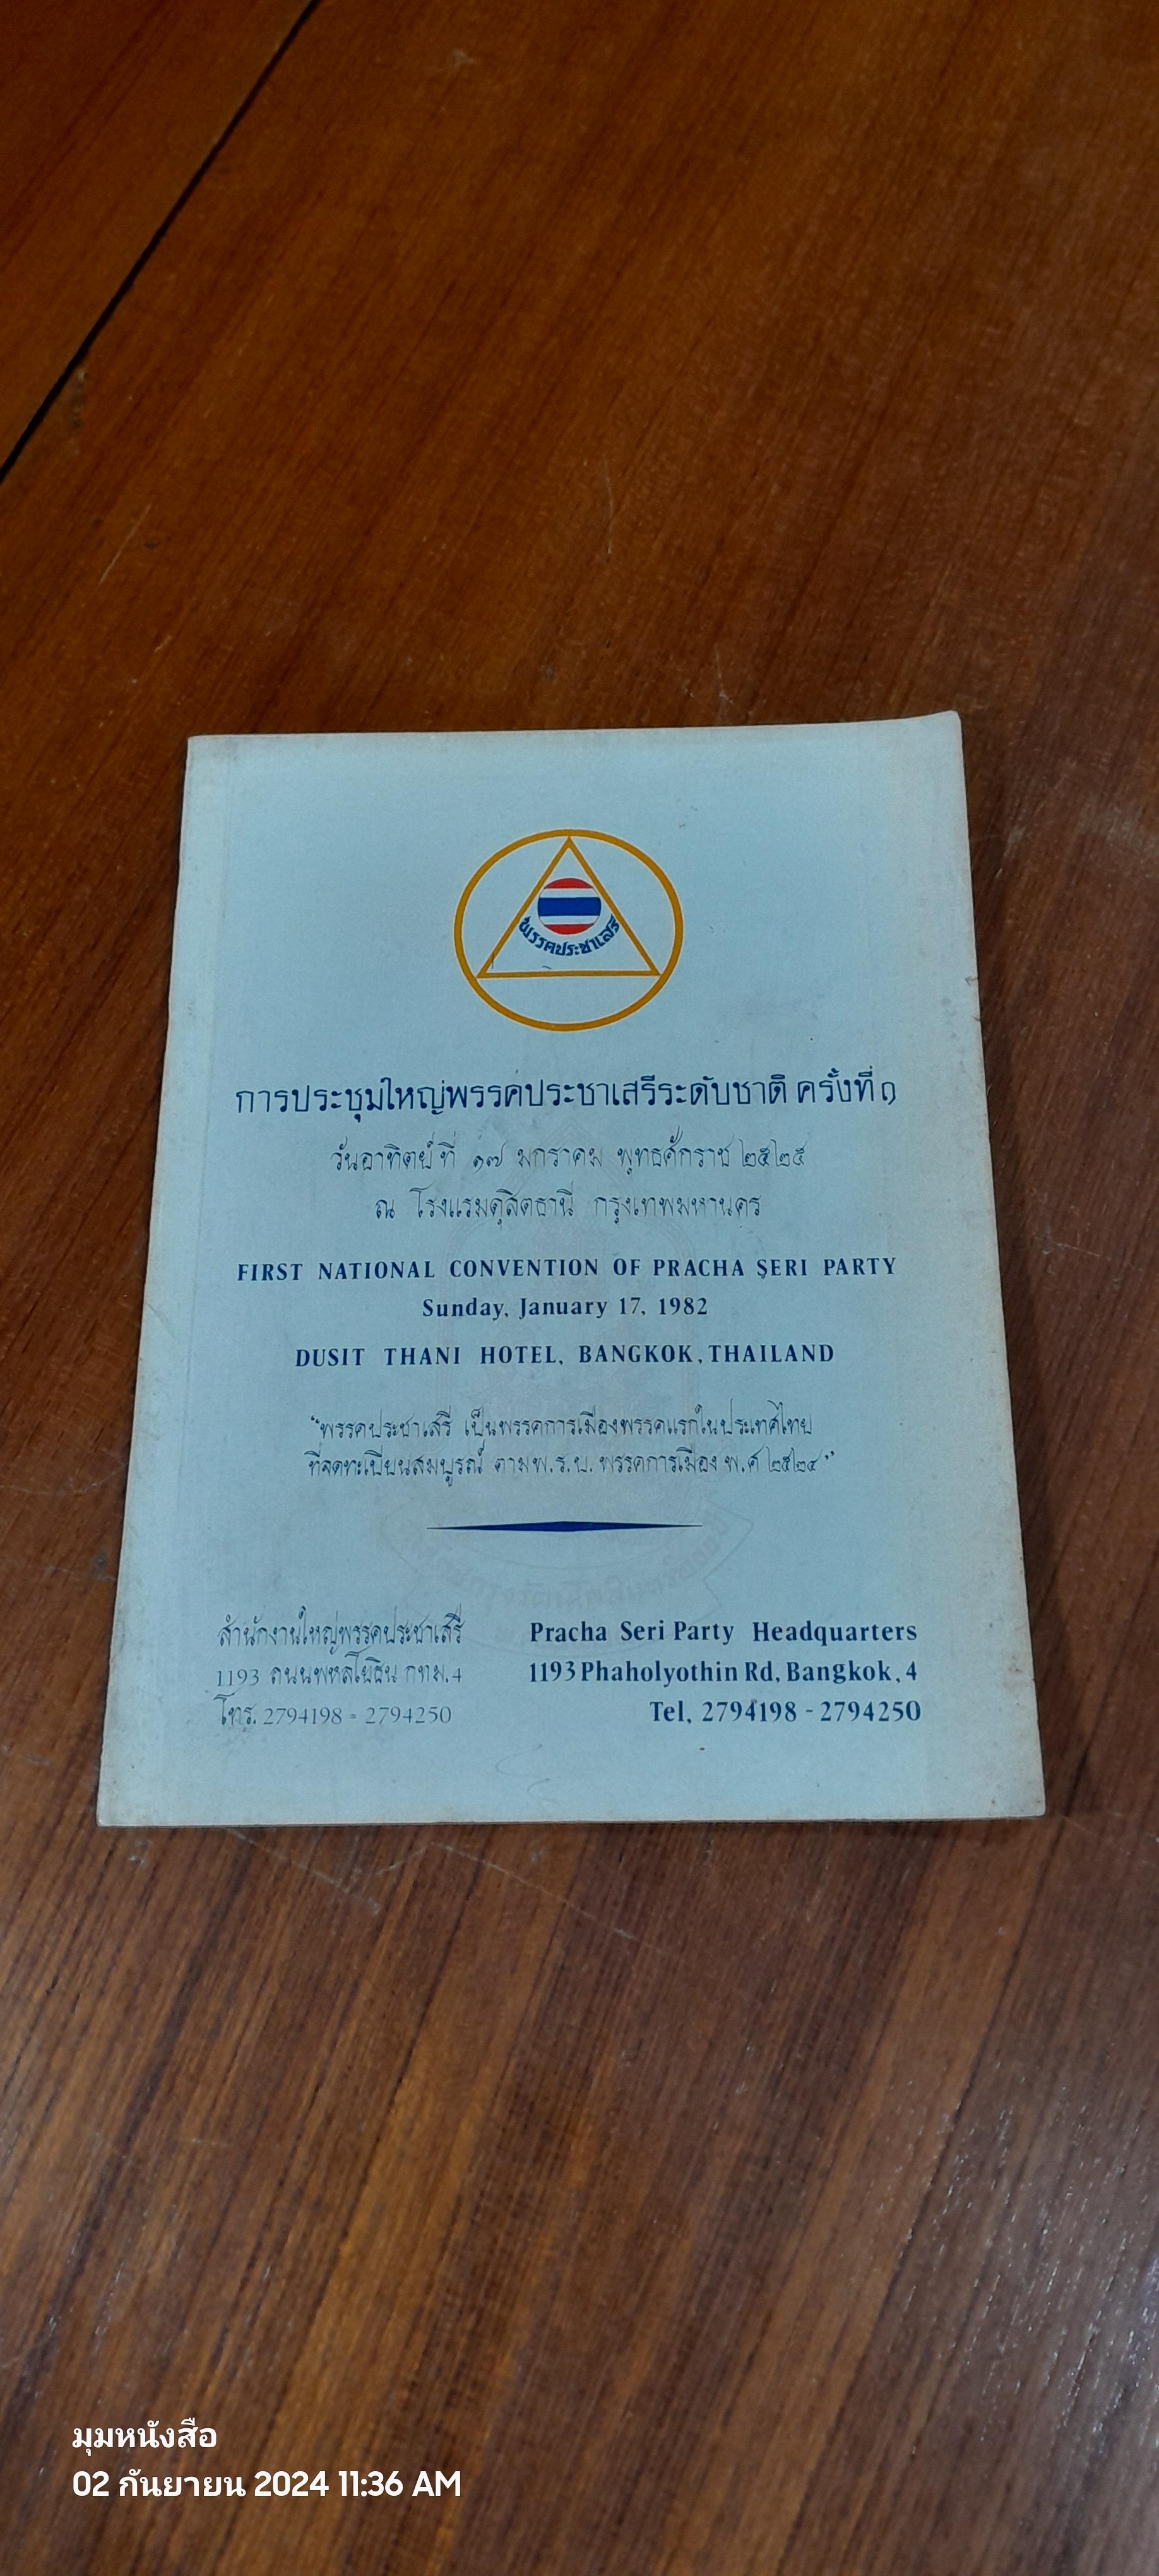 พรรคประชาเสรี
การประชุมใหญ่พรรคประชาเสรีระดับชาติ ครั้งที่ ๑
วันอาทิตย์ ที่ ๑๗ มกราคม พุทธศักราช ๒๕๒๕
ณ โรงแรมดุสิตธานี กรุงเทพมหานคร
FIRST NATIONAL CONVENTION OF PRACHA SERI PARTY
Sunday, January 17, 1982
DUSIT THANI HOTEL, BANGKOK, THAILAND
“พรรคประชาเสรี เป็นพรรคการเมืองพรรคแรกในประเทศไทย
ที่จดทะเบียนสมบูรณ์ ตามพ.ร.บ. พรรคการเมือง พ.ศ ๒๕๒๔”
สำนักงานใหญ่พรรคประชาเสรี
1193 ถนนพหลโยธิน กทม.4
โทร. 2794198 - 2794250
Pracha Seri Party Headquarters
1193 Phaholyothin Rd, Bangkok, 4
Tel, 2794198 - 2794250
มุมหนังสือ
02 กันยายน 2024 11:36 AM